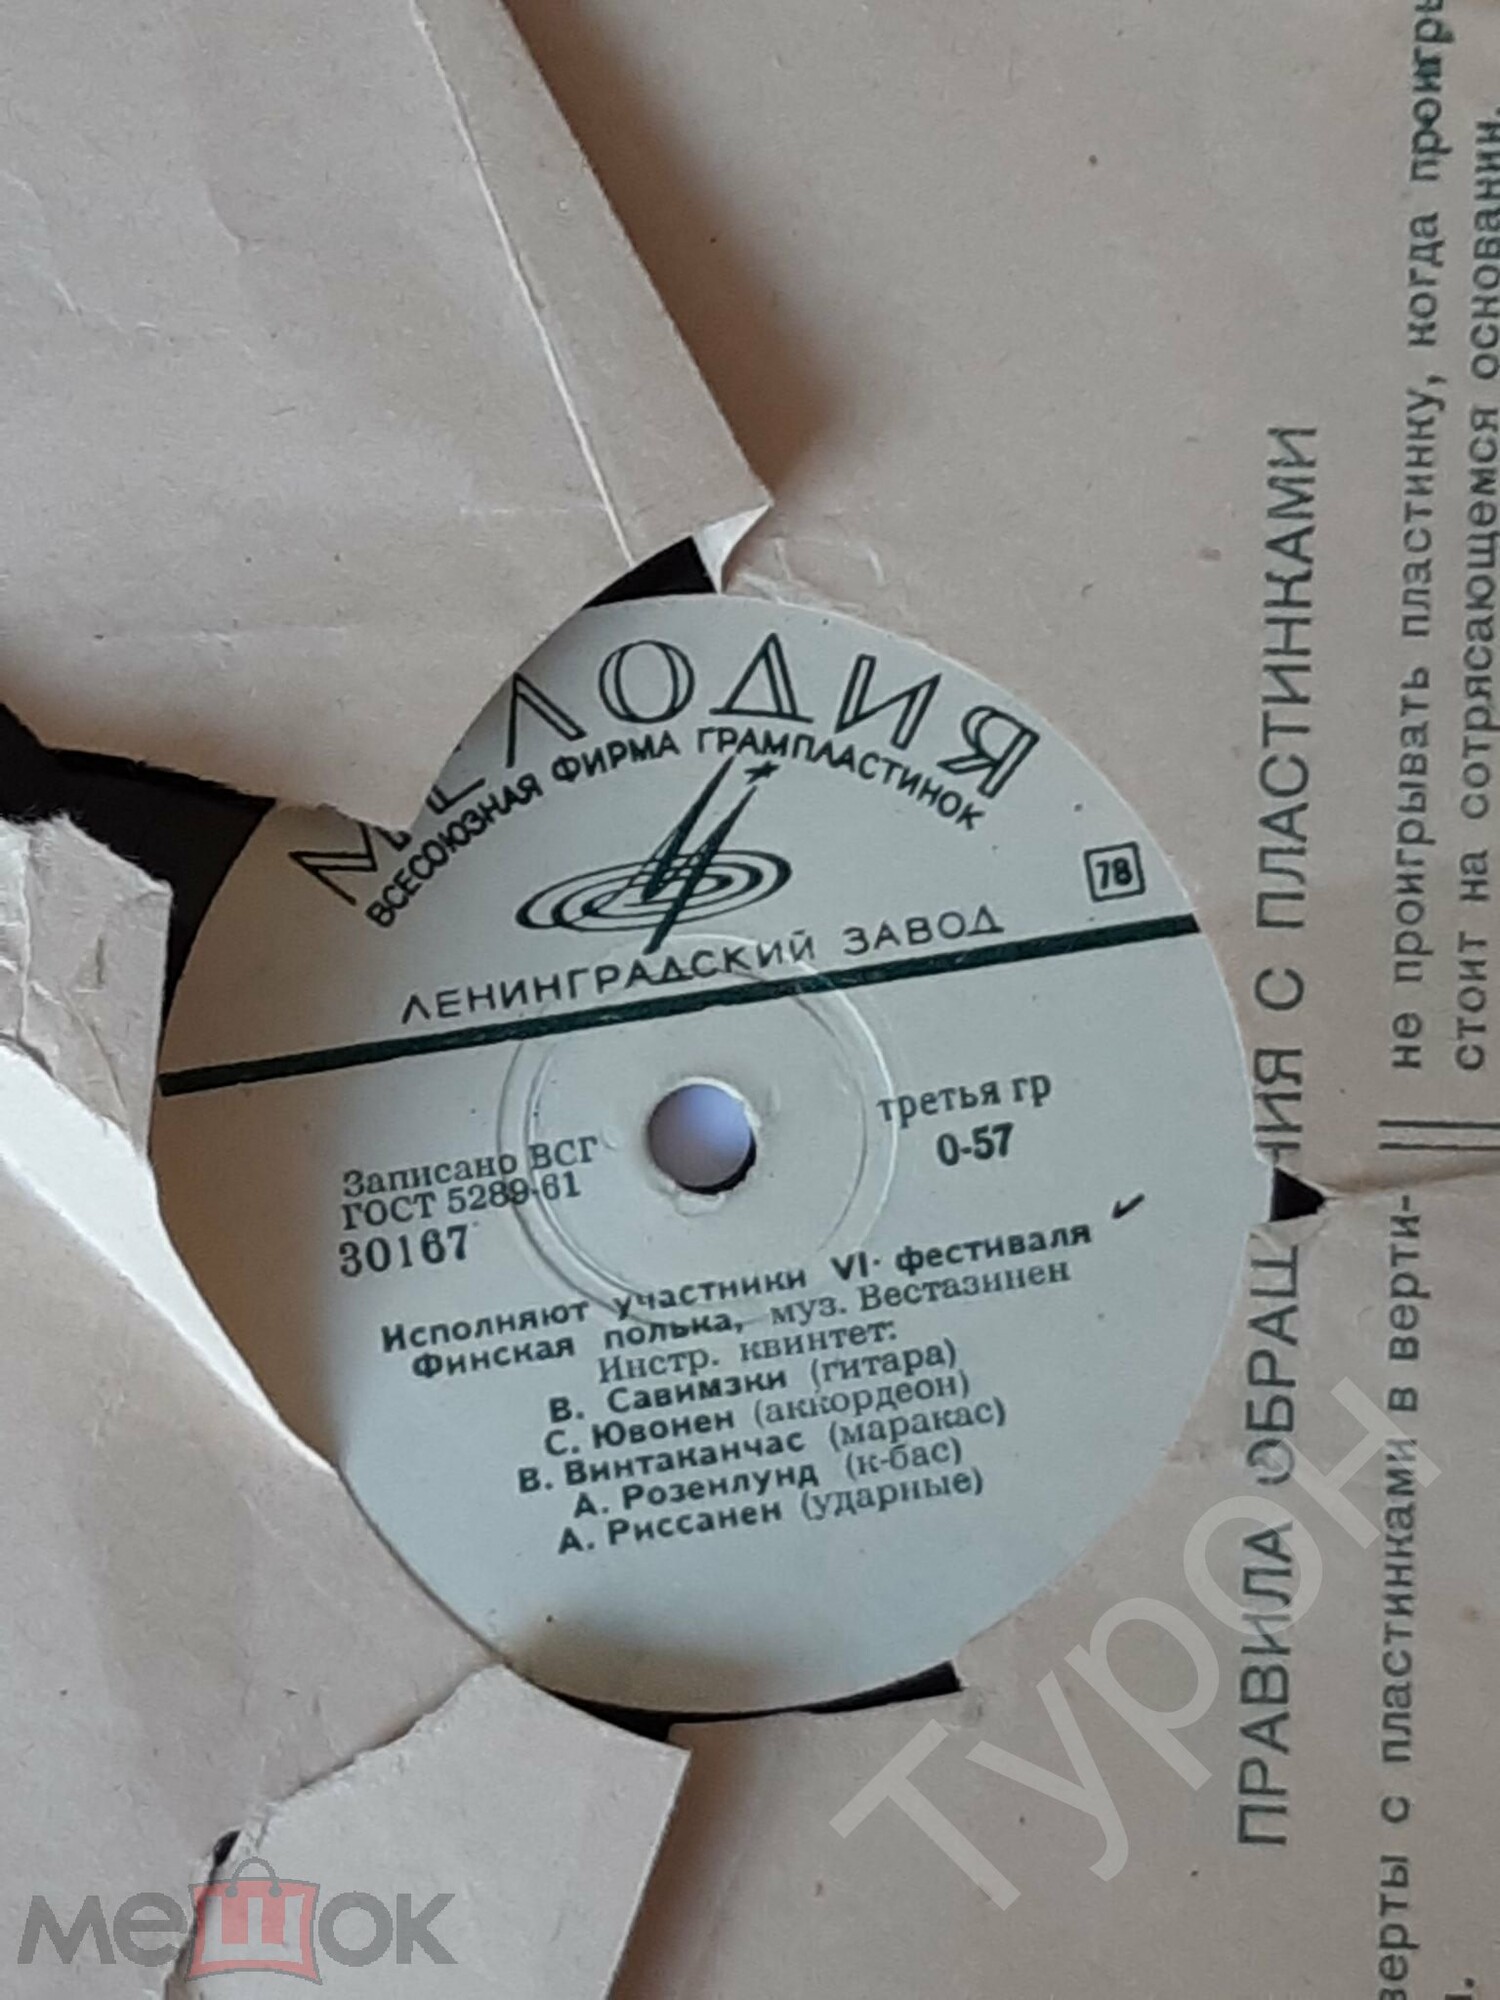 МЕЛОДИЯ
ВСЕСОЮЗНАЯ ФИРМА ГРАМПЛАСТИНОК
78
ЛЕНИНГРАДСКИЙ ЗАВОД
третья гр
0-57
Записано ВСГ
ГОСТ 5289-61
30167
Исполняют участники VI· фестиваля
Финская полька, муз. Вестазинен
Инстр. квинтет:
В. Савимзки (гитара)
С. Ювонен (аккордеон)
В. Винтаканчас (маракас)
А. Розенлунд (к-бас)
А. Риссанен (ударные)
ПРАВИЛА ОБРАЩ НИЯ С ПЛАСТИНКАМИ
верты с пластинками в верти-
не проигрывать пластинку, когда проигры
стоит на сотрясающемся основании.
Турон
мешок